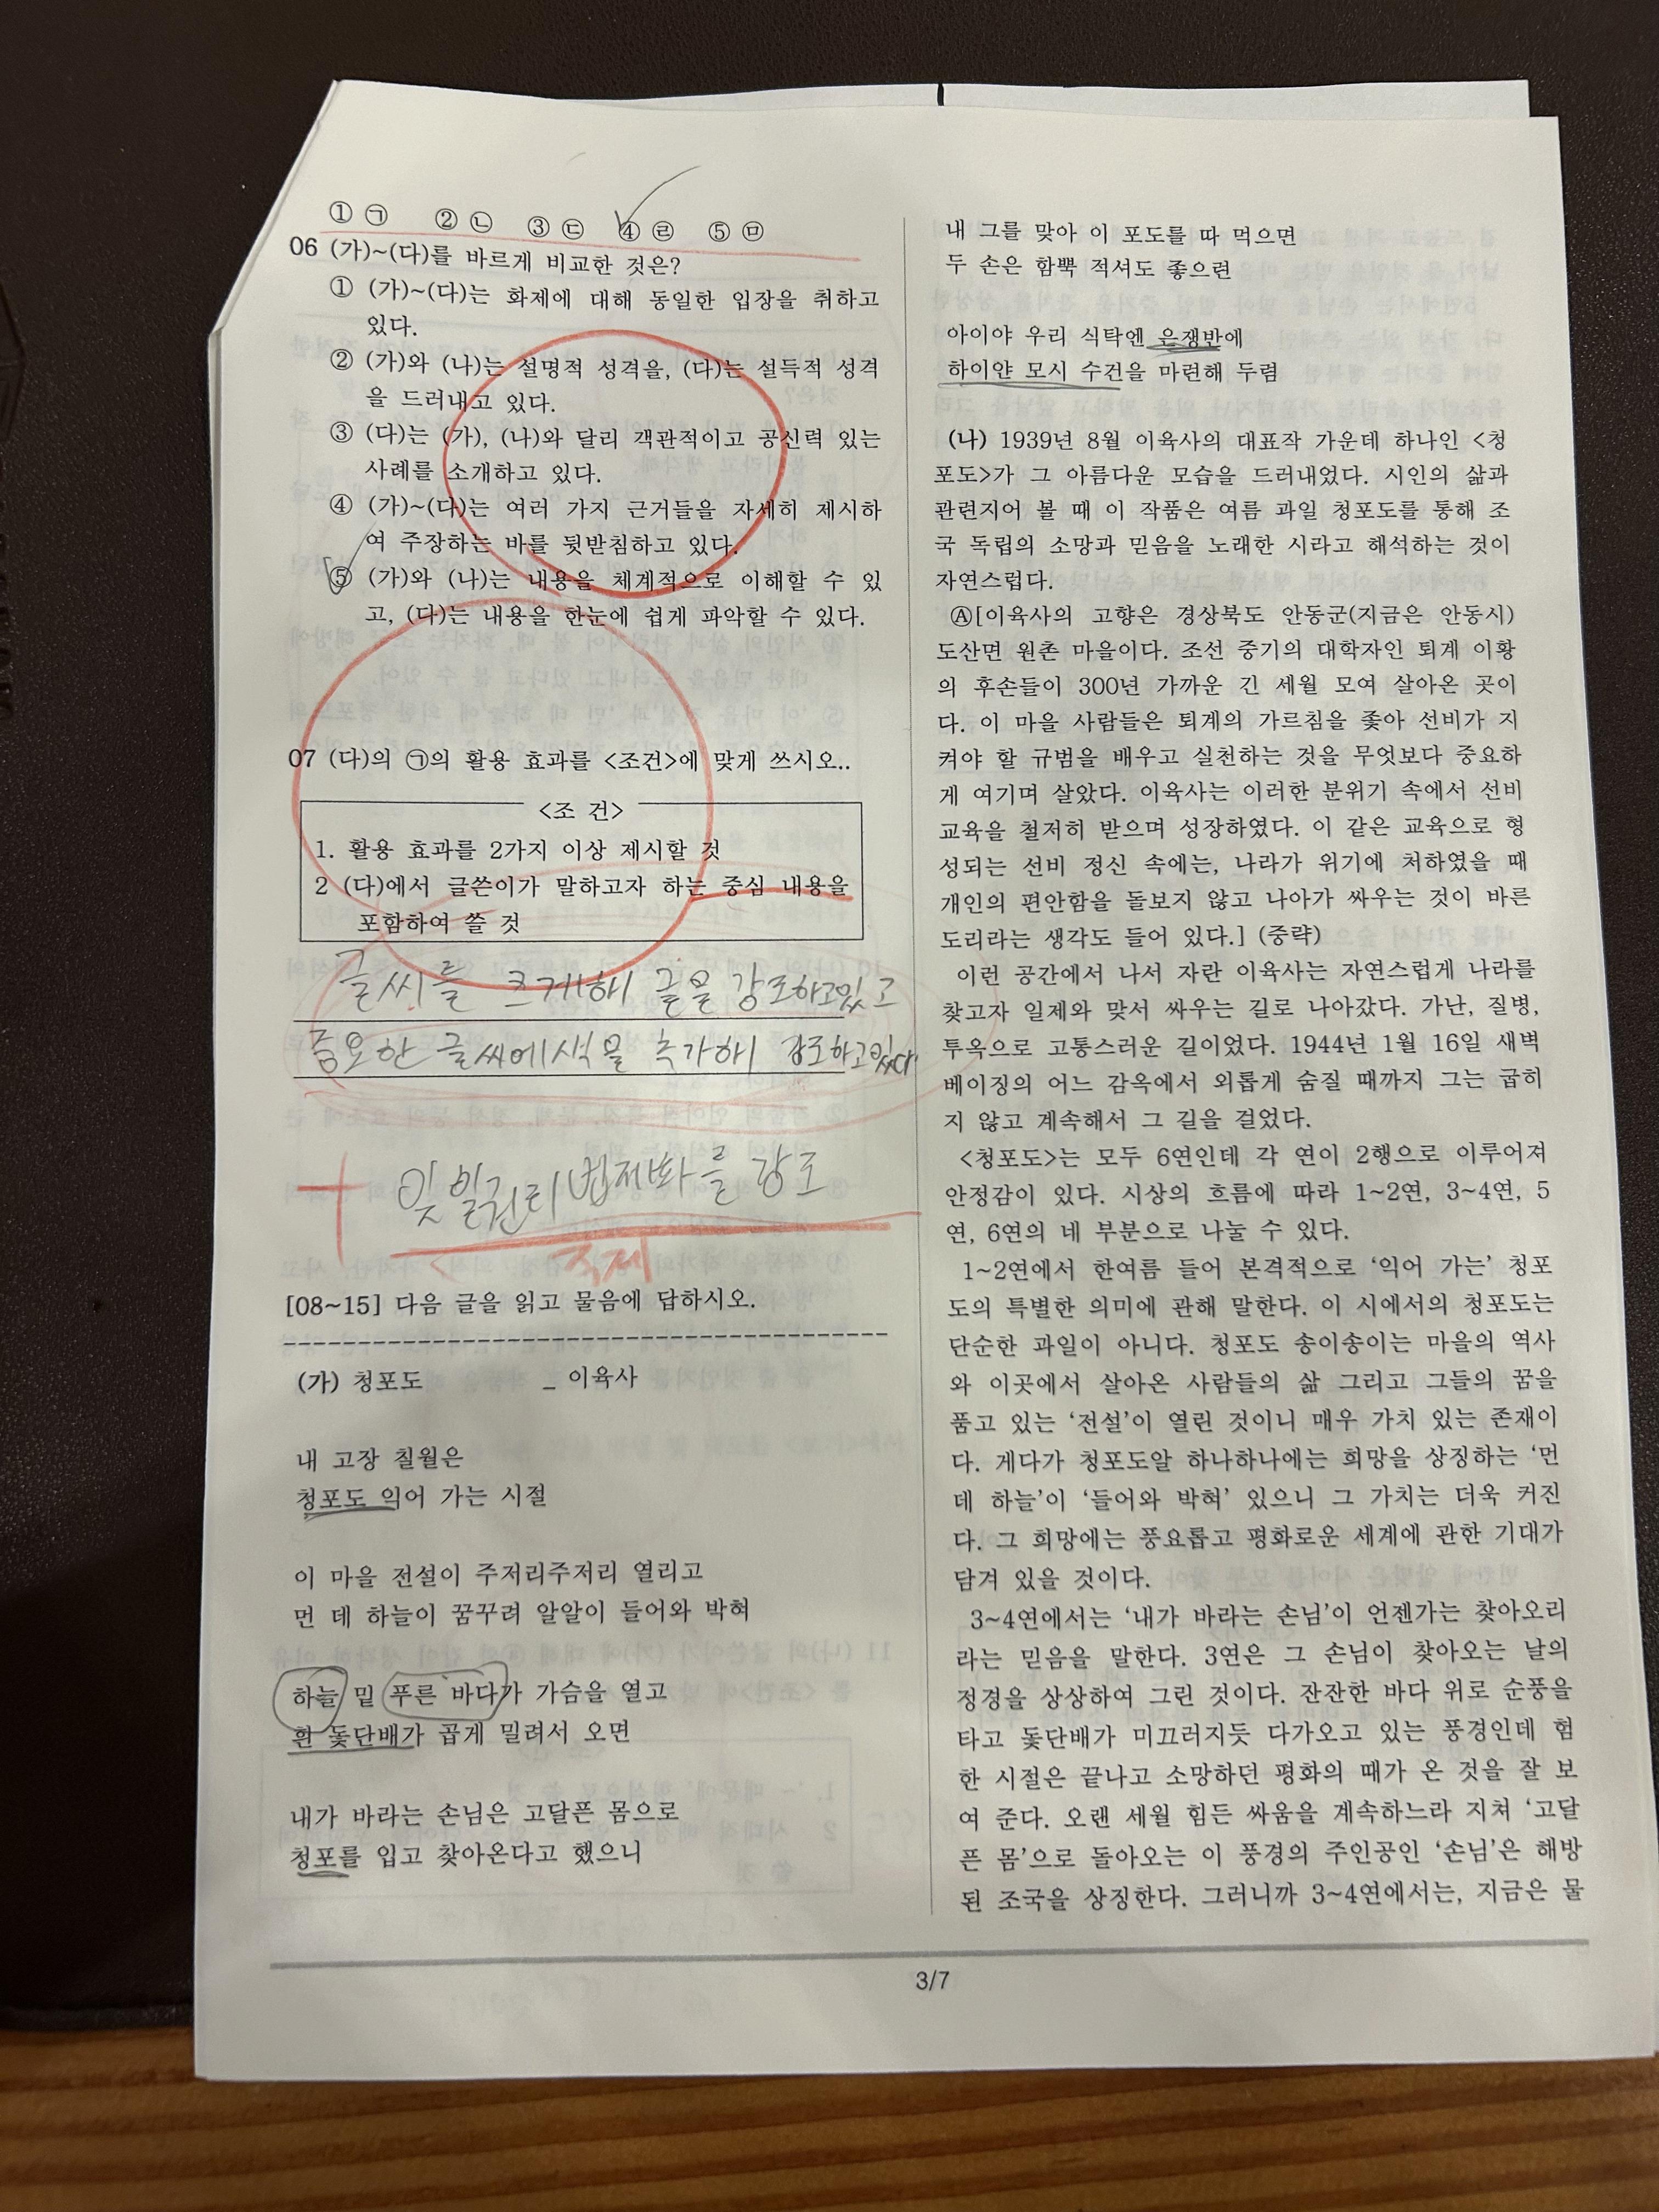 ① ㉠ ② ㉡ ③ ㉢ ④ ㉣ ⑤ ㉤
06 (가)~(다)를 바르게 비교한 것은?
① (가)~(다)는 화제에 대해 동일한 입장을 취하고
있다.
② (가)와 (나)는 설명적 성격을, (다)는 설득적 성격
을 드러내고 있다.
③ (다)는 (가), (나)와 달리 객관적이고 공신력 있는
사례를 소개하고 있다.
④ (가)~(다)는 여러 가지 근거들을 자세히 제시하
여 주장하는 바를 뒷받침하고 있다.
⑤ (가)와 (나)는 내용을 체계적으로 이해할 수 있
고, (다)는 내용을 한눈에 쉽게 파악할 수 있다.
07 (다)의 ㉠의 활용 효과를 <조건>에 맞게 쓰시오..
<조 건>
1. 활용 효과를 2가지 이상 제시할 것
2 (다)에서 글쓴이가 말하고자 하는 중심 내용을
포함하여 쓸 것
글씨를 크게해 글을 강조하고있고
중요한 글씨에 색을 추가해 강조하고있다
잊힐권리 법제화를 강조
주제
[08~15] 다음 글을 읽고 물음에 답하시오.
(가) 청포도 _ 이육사
내 고장 칠월은
청포도 익어 가는 시절
이 마을 전설이 주저리주저리 열리고
먼 데 하늘이 꿈꾸려 알알이 들어와 박혀
하늘 밑 푸른 바다가 가슴을 열고
흰 돛단배가 곱게 밀려서 오면
내가 바라는 손님은 고달픈 몸으로
청포를 입고 찾아온다고 했으니
내 그를 맞아 이 포도를 따 먹으면
두 손은 함뿍 적셔도 좋으련
아이야 우리 식탁엔 은쟁반에
하이얀 모시 수건을 마련해 두렴
(나) 1939년 8월 이육사의 대표작 가운데 하나인 <청
포도>가 그 아름다운 모습을 드러내었다. 시인의 삶과
관련지어 볼 때 이 작품은 여름 과일 청포도를 통해 조
국 독립의 소망과 믿음을 노래한 시라고 해석하는 것이
자연스럽다.
Ⓐ[이육사의 고향은 경상북도 안동군(지금은 안동시)
도산면 원촌 마을이다. 조선 중기의 대학자인 퇴계 이황
의 후손들이 300년 가까운 긴 세월 모여 살아온 곳이
다. 이 마을 사람들은 퇴계의 가르침을 좇아 선비가 지
켜야 할 규범을 배우고 실천하는 것을 무엇보다 중요하
게 여기며 살았다. 이육사는 이러한 분위기 속에서 선비
교육을 철저히 받으며 성장하였다. 이 같은 교육으로 형
성되는 선비 정신 속에는, 나라가 위기에 처하였을 때
개인의 편안함을 돌보지 않고 나아가 싸우는 것이 바른
도리라는 생각도 들어 있다.] (중략)
이런 공간에서 나서 자란 이육사는 자연스럽게 나라를
찾고자 일제와 맞서 싸우는 길로 나아갔다. 가난, 질병,
투옥으로 고통스러운 길이었다. 1944년 1월 16일 새벽
베이징의 어느 감옥에서 외롭게 숨질 때까지 그는 굽히
지 않고 계속해서 그 길을 걸었다.
<청포도>는 모두 6연인데 각 연이 2행으로 이루어져
안정감이 있다. 시상의 흐름에 따라 1~2연, 3~4연, 5
연, 6연의 네 부분으로 나눌 수 있다.
1~2연에서 한여름 들어 본격적으로 '익어 가는' 청포
도의 특별한 의미에 관해 말한다. 이 시에서의 청포도는
단순한 과일이 아니다. 청포도 송이송이는 마을의 역사
와 이곳에서 살아온 사람들의 삶 그리고 그들의 꿈을
품고 있는 '전설'이 열린 것이니 매우 가치 있는 존재이
다. 게다가 청포도알 하나하나에는 희망을 상징하는 '먼
데 하늘'이 '들어와 박혀' 있으니 그 가치는 더욱 커진
다. 그 희망에는 풍요롭고 평화로운 세계에 관한 기대가
담겨 있을 것이다.
3~4연에서는 '내가 바라는 손님'이 언젠가는 찾아오리
라는 믿음을 말한다. 3연은 그 손님이 찾아오는 날의
정경을 상상하여 그린 것이다. 잔잔한 바다 위로 순풍을
타고 돛단배가 미끄러지듯 다가오고 있는 풍경인데 험
한 시절은 끝나고 소망하던 평화의 때가 온 것을 잘 보
여 준다. 오랜 세월 힘든 싸움을 계속하느라 지쳐 '고달
픈 몸'으로 돌아오는 이 풍경의 주인공인 '손님'은 해방
된 조국을 상징한다. 그러니까 3~4연에서는, 지금은 물
3/7